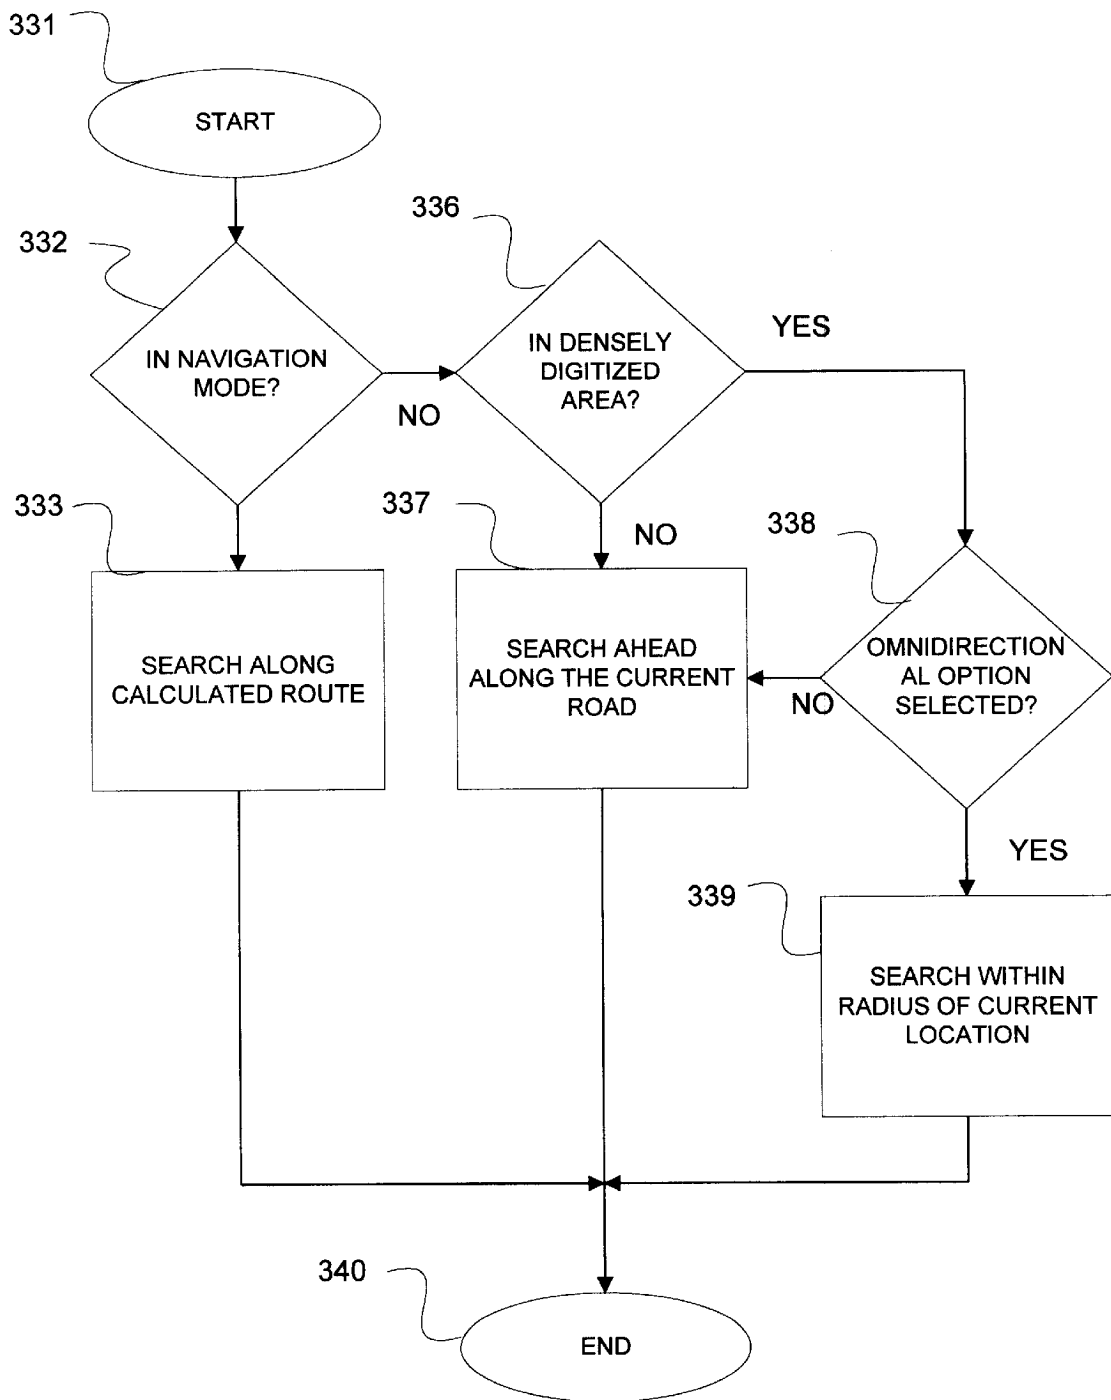 331
START
332
IN NAVIGATION
MODE?
NO
336
IN DENSELY
DIGITIZED
AREA?
YES
NO
333
SEARCH ALONG
CALCULATED ROUTE
337
SEARCH AHEAD
ALONG THE CURRENT
ROAD
338
OMNIDIRECTION
AL OPTION
SELECTED?
NO
YES
339
SEARCH WITHIN
RADIUS OF CURRENT
LOCATION
340
END